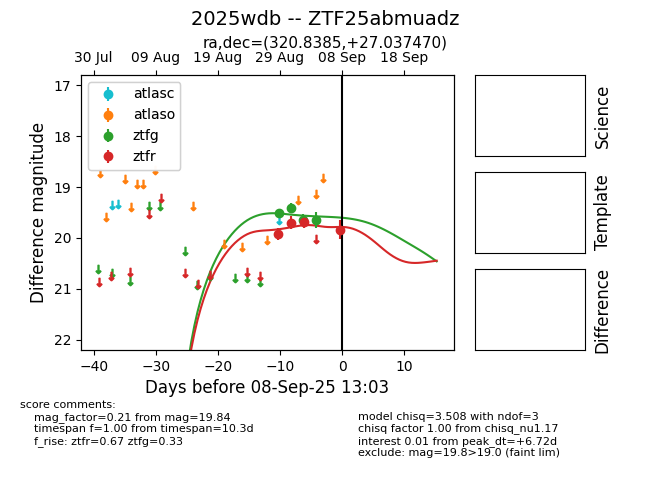 2025wdb -- ZTF25abmuadz
ra,dec=(320.8385,+27.037470)
30 Jul 09 Aug 19 Aug 29 Aug 08 Sep 18 Sep
17
18
19
20
21
22
Difference magnitude
atlasc
atlaso
ztfg
ztfr
−40 −30 −20 −10 0 10
Days before 08-Sep-25 13:03
Science
Template
Difference
score comments:
mag_factor=0.21 from mag=19.84
timespan f=1.00 from timespan=10.3d
f_rise: ztfr=0.67 ztfg=0.33
model chisq=3.508 with ndof=3
chisq factor 1.00 from chisq_nu1.17
interest 0.01 from peak_dt=+6.72d
exclude: mag=19.8>19.0 (faint lim)